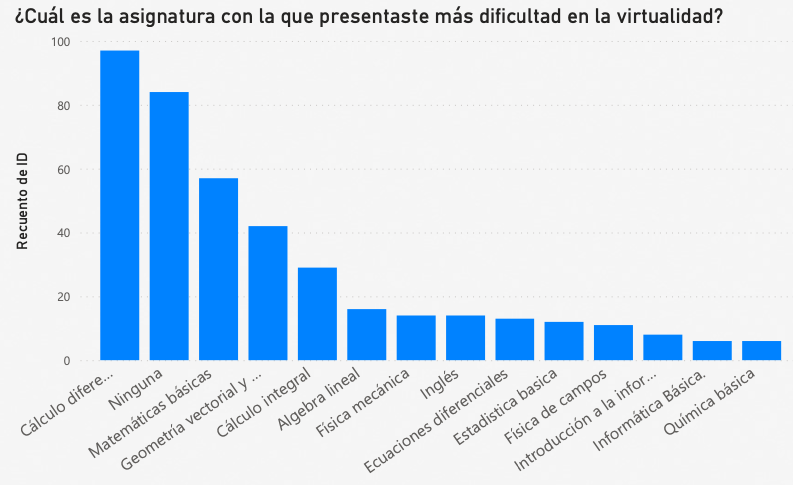 ¿Cuál es la asignatura con la que presentaste más dificultad en la virtualidad?
100
80
60
40
20
0
Recuento de ID
Cálculo difere...
Ninguna
Matemáticas básicas
Geometría vectorial y ...
Cálculo integral
Algebra lineal
Física mecánica
Inglés
Ecuaciones diferenciales
Estadística basica
Física de campos
Introducción a la infor...
Informática Básica.
Química básica